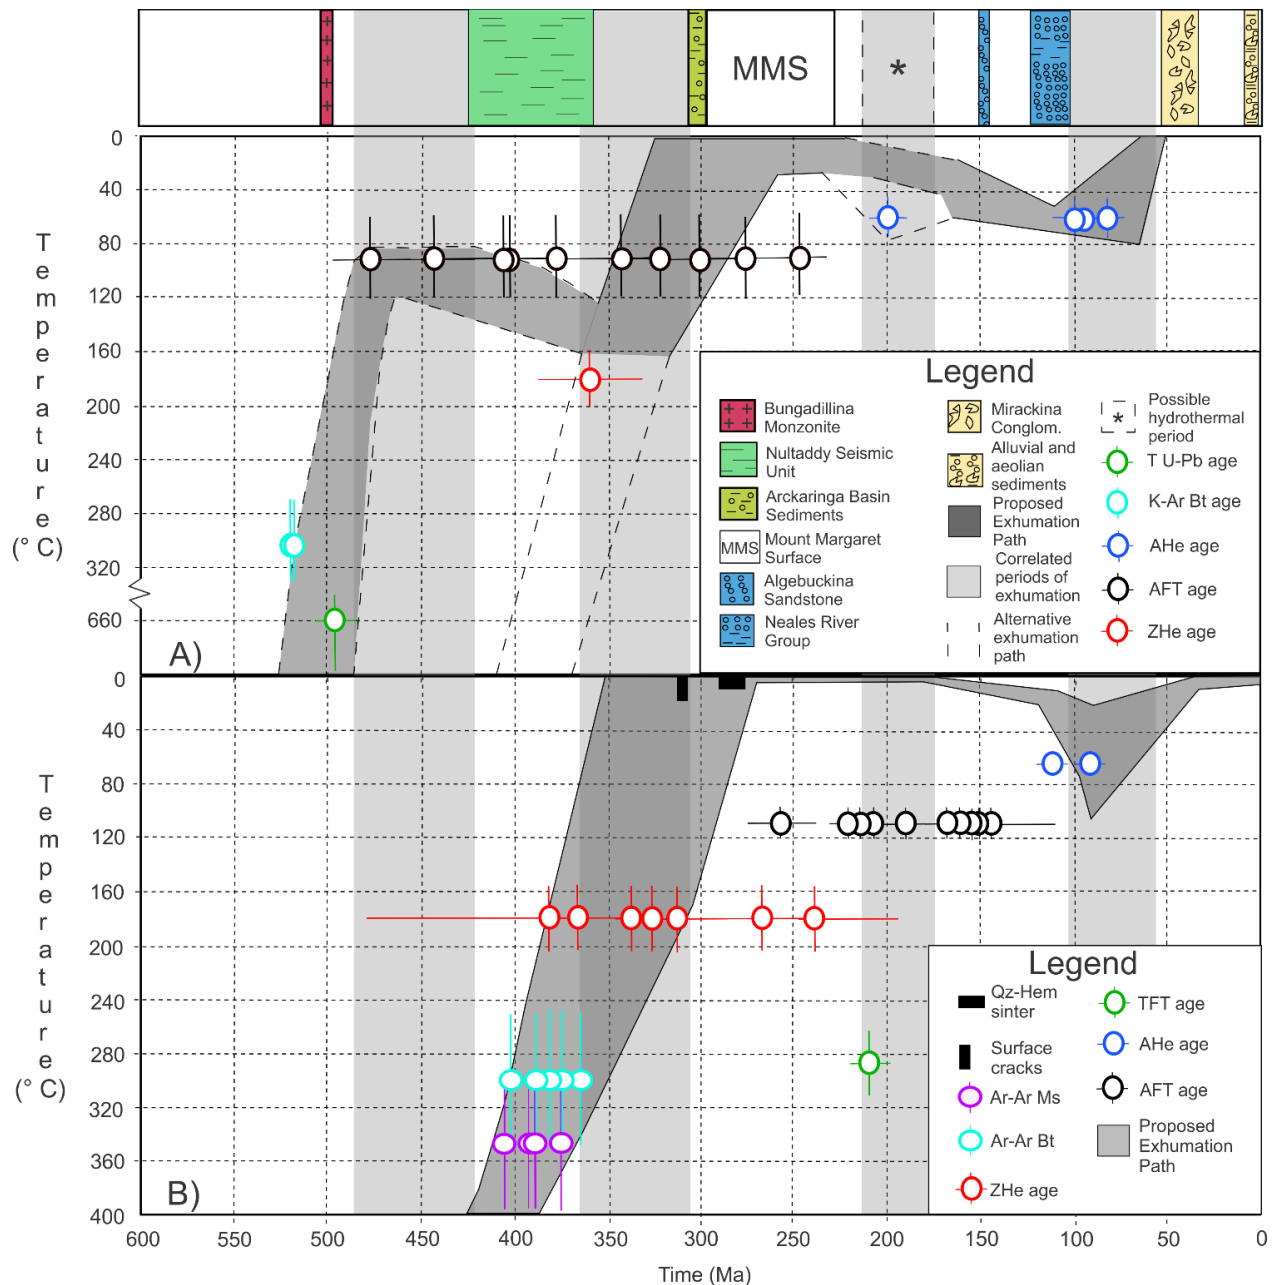 MMS
*
0
40
80
120
160
200
240
280
320
660
Temperature
(° C)
A)
Legend
Bungadillina
Monzonite
Nultaddy Seismic
Unit
Arckaringa Basin
Sediments
MMS
Mount Margaret
Surface
Algebuckina
Sandstone
Neales River
Group
Mirackina
Conglom.
Alluvial and
aeolian
sediments
Proposed
Exhumation
Path
Correlated
periods of
exhumation
Alternative
exhumation
path
*
Possible
hydrothermal
period
T U-Pb age
K-Ar Bt age
AHe age
AFT age
ZHe age
0
40
80
120
160
200
240
280
320
360
400
Temperature
(° C)
B)
Legend
Qz-Hem
sinter
Surface
cracks
Ar-Ar Ms
Ar-Ar Bt
ZHe age
TFT age
AHe age
AFT age
Proposed
Exhumation
Path
600 550 500 450 400 350 300 250 200 150 100 50 0
Time (Ma)